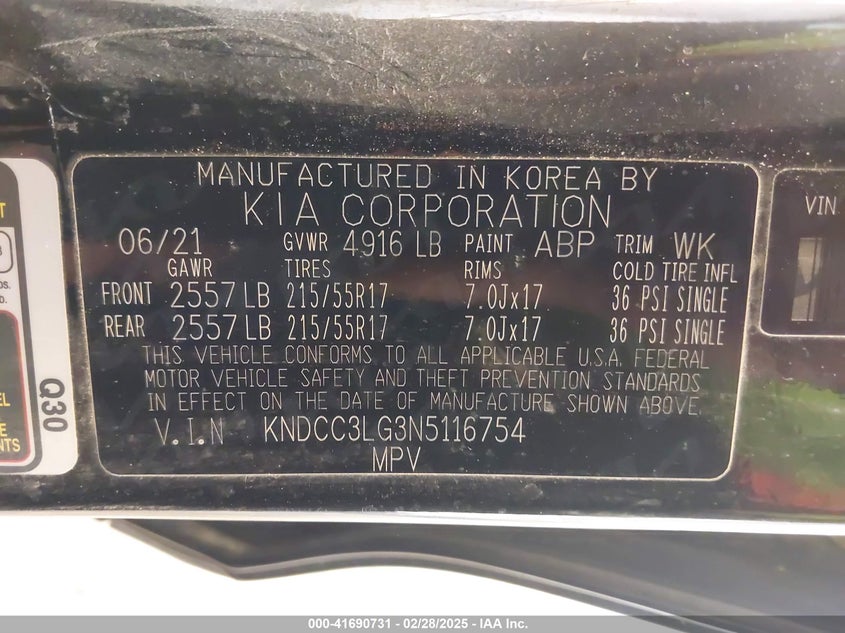 MANUFACTURED IN KOREA BY
KIA CORPORATION
06/21 GVWR 4916 LB PAINT ABP TRIM WK
GAWR TIRES RIMS COLD TIRE INFL
FRONT 2557 LB 215/55R17 7.0Jx17 36 PSI SINGLE
REAR 2557 LB 215/55R17 7.0Jx17 36 PSI SINGLE
THIS VEHICLE CONFORMS TO ALL APPLICABLE U.S.A. FEDERAL
MOTOR VEHICLE SAFETY AND THEFT PREVENTION STANDARDS
IN EFFECT ON THE DATE OF MANUFACTURE SHOWN ABOVE.
V.I.N KNDCC3LG3N5116754
MPV
Q30
VIN
000-41690731 - 02/28/2025 - IAA Inc.